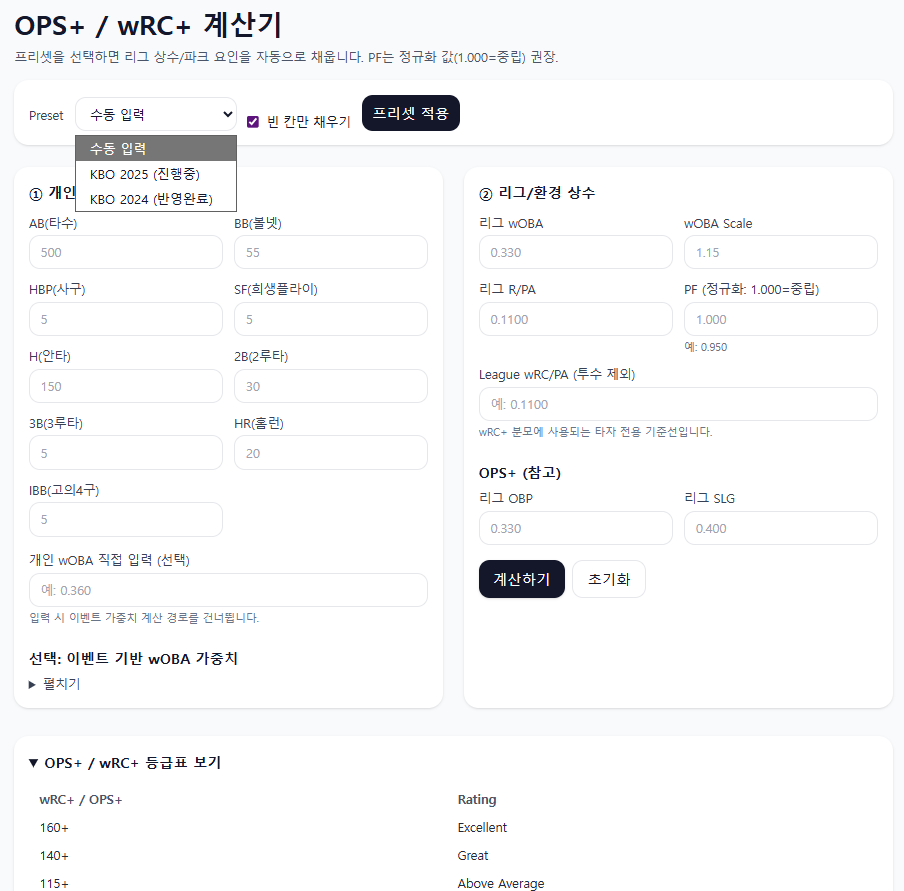 OPS+ / wRC+ 계산기
프리셋을 선택하면 리그 상수/파크 요인을 자동으로 채웁니다. PF는 정규화 값(1.000=중립) 권장.
Preset
수동 입력
빈 칸만 채우기
프리셋 적용
수동 입력
KBO 2025 (진행중)
KBO 2024 (반영완료)
① 개인
AB(타수)
BB(볼넷)
500
55
HBP(사구)
SF(희생플라이)
5
5
H(안타)
2B(2루타)
150
30
3B(3루타)
HR(홈런)
5
20
IBB(고의4구)
5
개인 wOBA 직접 입력 (선택)
예: 0.360
입력 시 이벤트 가중치 계산 경로를 건너뜁니다.
선택: 이벤트 기반 wOBA 가중치
▶ 펼치기
② 리그/환경 상수
리그 wOBA
wOBA Scale
0.330
1.15
리그 R/PA
PF (정규화: 1.000=중립)
0.1100
1.000
예: 0.950
League wRC/PA (투수 제외)
예: 0.1100
wRC+ 분모에 사용되는 타자 전용 기준선입니다.
OPS+ (참고)
리그 OBP
리그 SLG
0.330
0.400
계산하기
초기화
▼ OPS+ / wRC+ 등급표 보기
wRC+ / OPS+
Rating
160+
Excellent
140+
Great
115+
Above Average